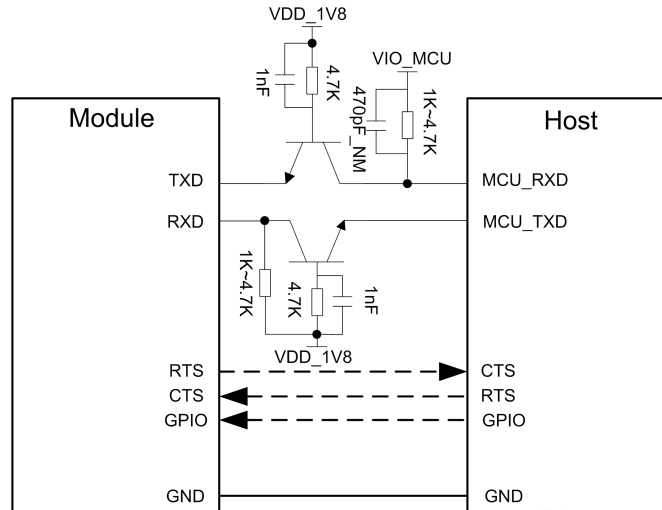 VDD_1V8
VIO_MCU
1nF
4.7K
470pF_NM
1K~4.7K
Module
Host
TXD
MCU_RXD
RXD
MCU_TXD
1K~4.7K
4.7K
1nF
VDD_1V8
RTS
CTS
CTS
RTS
GPIO
GPIO
GND
GND